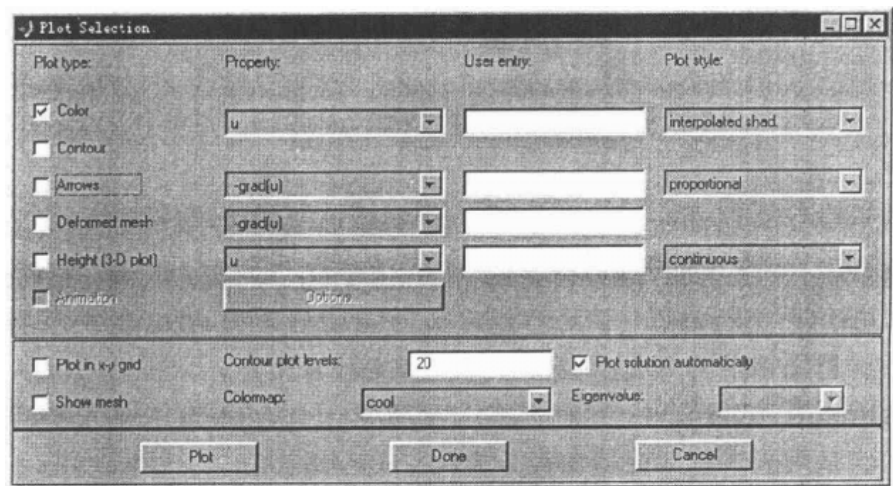 Plot Selection
Plot type: Property: User entry: Plot style:
Color u interpolated shad.
Contour
Arrows -grad(u) proportional
Deformed mesh -grad(u)
Height (3-D plot) u continuous
Animation Options...
Plot in x-y grid Contour plot levels: 20 Plot solution automatically
Show mesh Colormap: cool Eigenvalue:
Plot Done Cancel